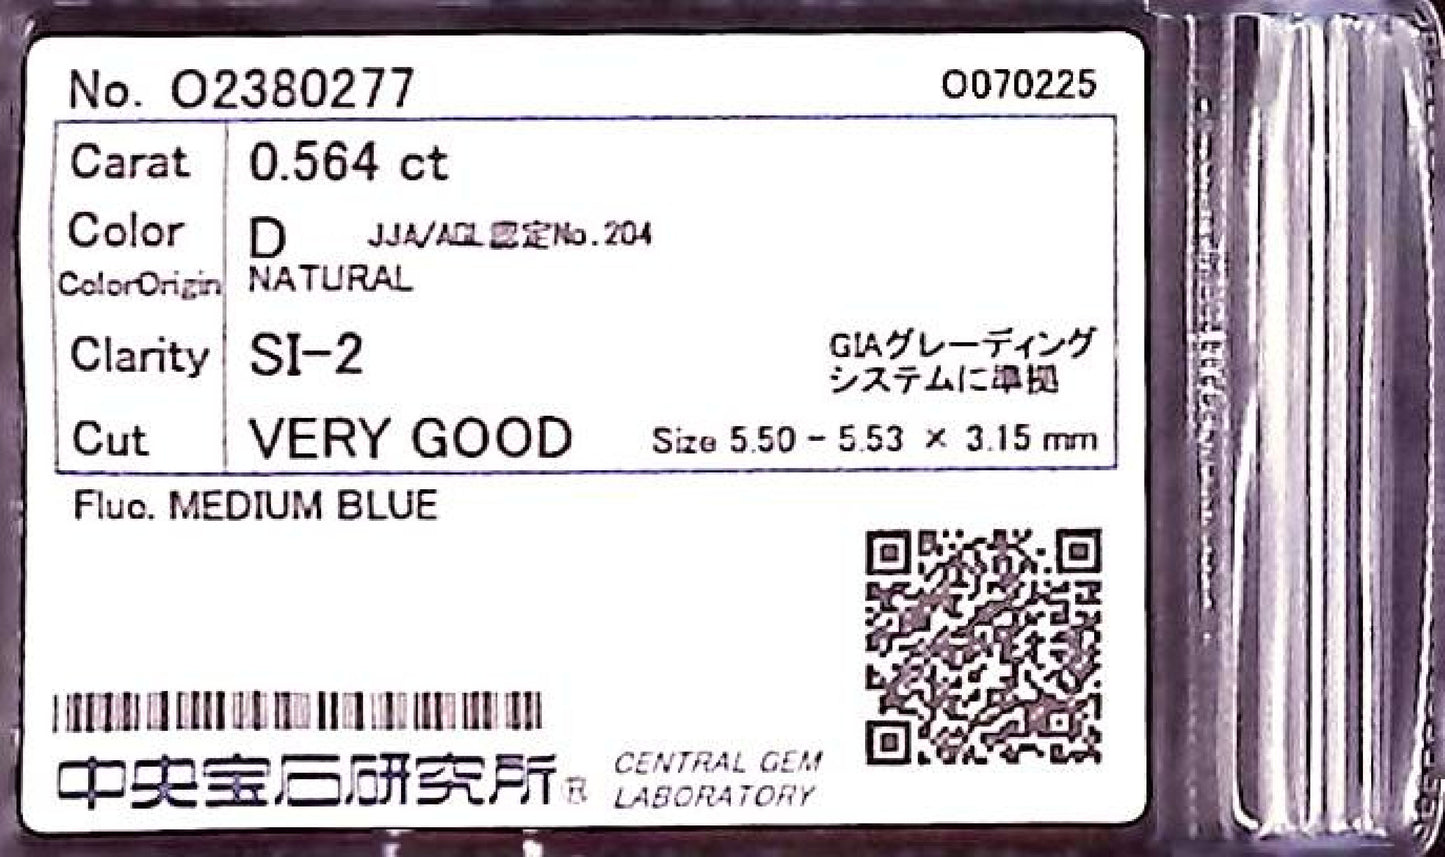 No. O2380277 O070225
Carat 0.564 ct
Color D JJA/AGL認定No.204
ColorOrigin NATURAL
Clarity SI-2 GIAグレーディング
システムに準拠
Cut VERY GOOD Size 5.50 - 5.53 × 3.15 mm
Fluo. MEDIUM BLUE
中央宝石研究所® CENTRAL GEM
LABORATORY